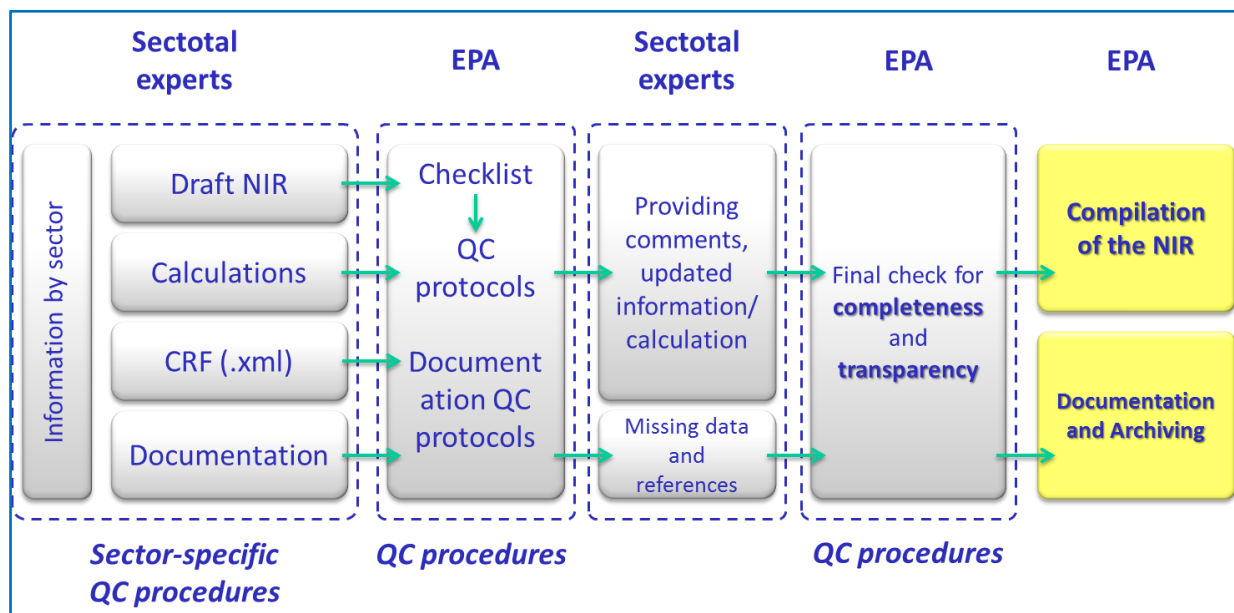 Sectotal
experts
EPA
Sectotal
experts
EPA
EPA
Information by sector
Draft NIR
Calculations
CRF (.xml)
Documentation
Checklist
QC
protocols
Document
ation QC
protocols
Providing
comments,
updated
information/
calculation
Missing data
and
references
Final check for
completeness
and
transparency
Compilation
of the NIR
Documentation
and Archiving
Sector-specific
QC procedures
QC procedures
QC procedures